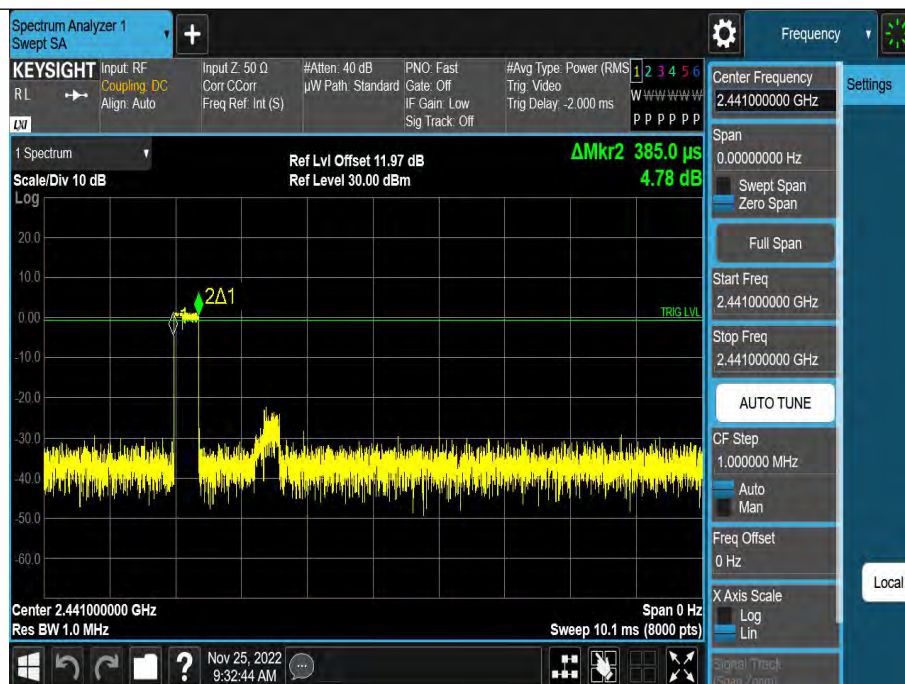 Spectrum Analyzer 1
Swept SA
Frequency
KEYSIGHT
RL
LXI
Input: RF
Coupling: DC
Align: Auto
Input Z: 50 Ω
Corr CCorr
Freq Ref: Int (S)
#Atten: 40 dB
µW Path: Standard
PNO: Fast
Gate: Off
IF Gain: Low
Sig Track: Off
#Avg Type: Power (RMS
Trig: Video
Trig Delay: -2.000 ms
1 2 3 4 5 6
W W W W W W
P P P P P P
1 Spectrum
Scale/Div 10 dB
Ref Lvl Offset 11.97 dB
Ref Level 30.00 dBm
ΔMkr2 385.0 µs
4.78 dB
Log
20.0
10.0
0.00
-10.0
-20.0
-30.0
-40.0
-50.0
-60.0
2Δ1
TRIG LVL
Center 2.441000000 GHz
Res BW 1.0 MHz
Span 0 Hz
Sweep 10.1 ms (8000 pts)
Nov 25, 2022
9:32:44 AM
Center Frequency
2.441000000 GHz
Span
0.00000000 Hz
Swept Span
Zero Span
Full Span
Start Freq
2.441000000 GHz
Stop Freq
2.441000000 GHz
AUTO TUNE
CF Step
1.000000 MHz
Auto
Man
Freq Offset
0 Hz
X Axis Scale
Log
Lin
Signal Track
(Span Zoom)
Settings
Local